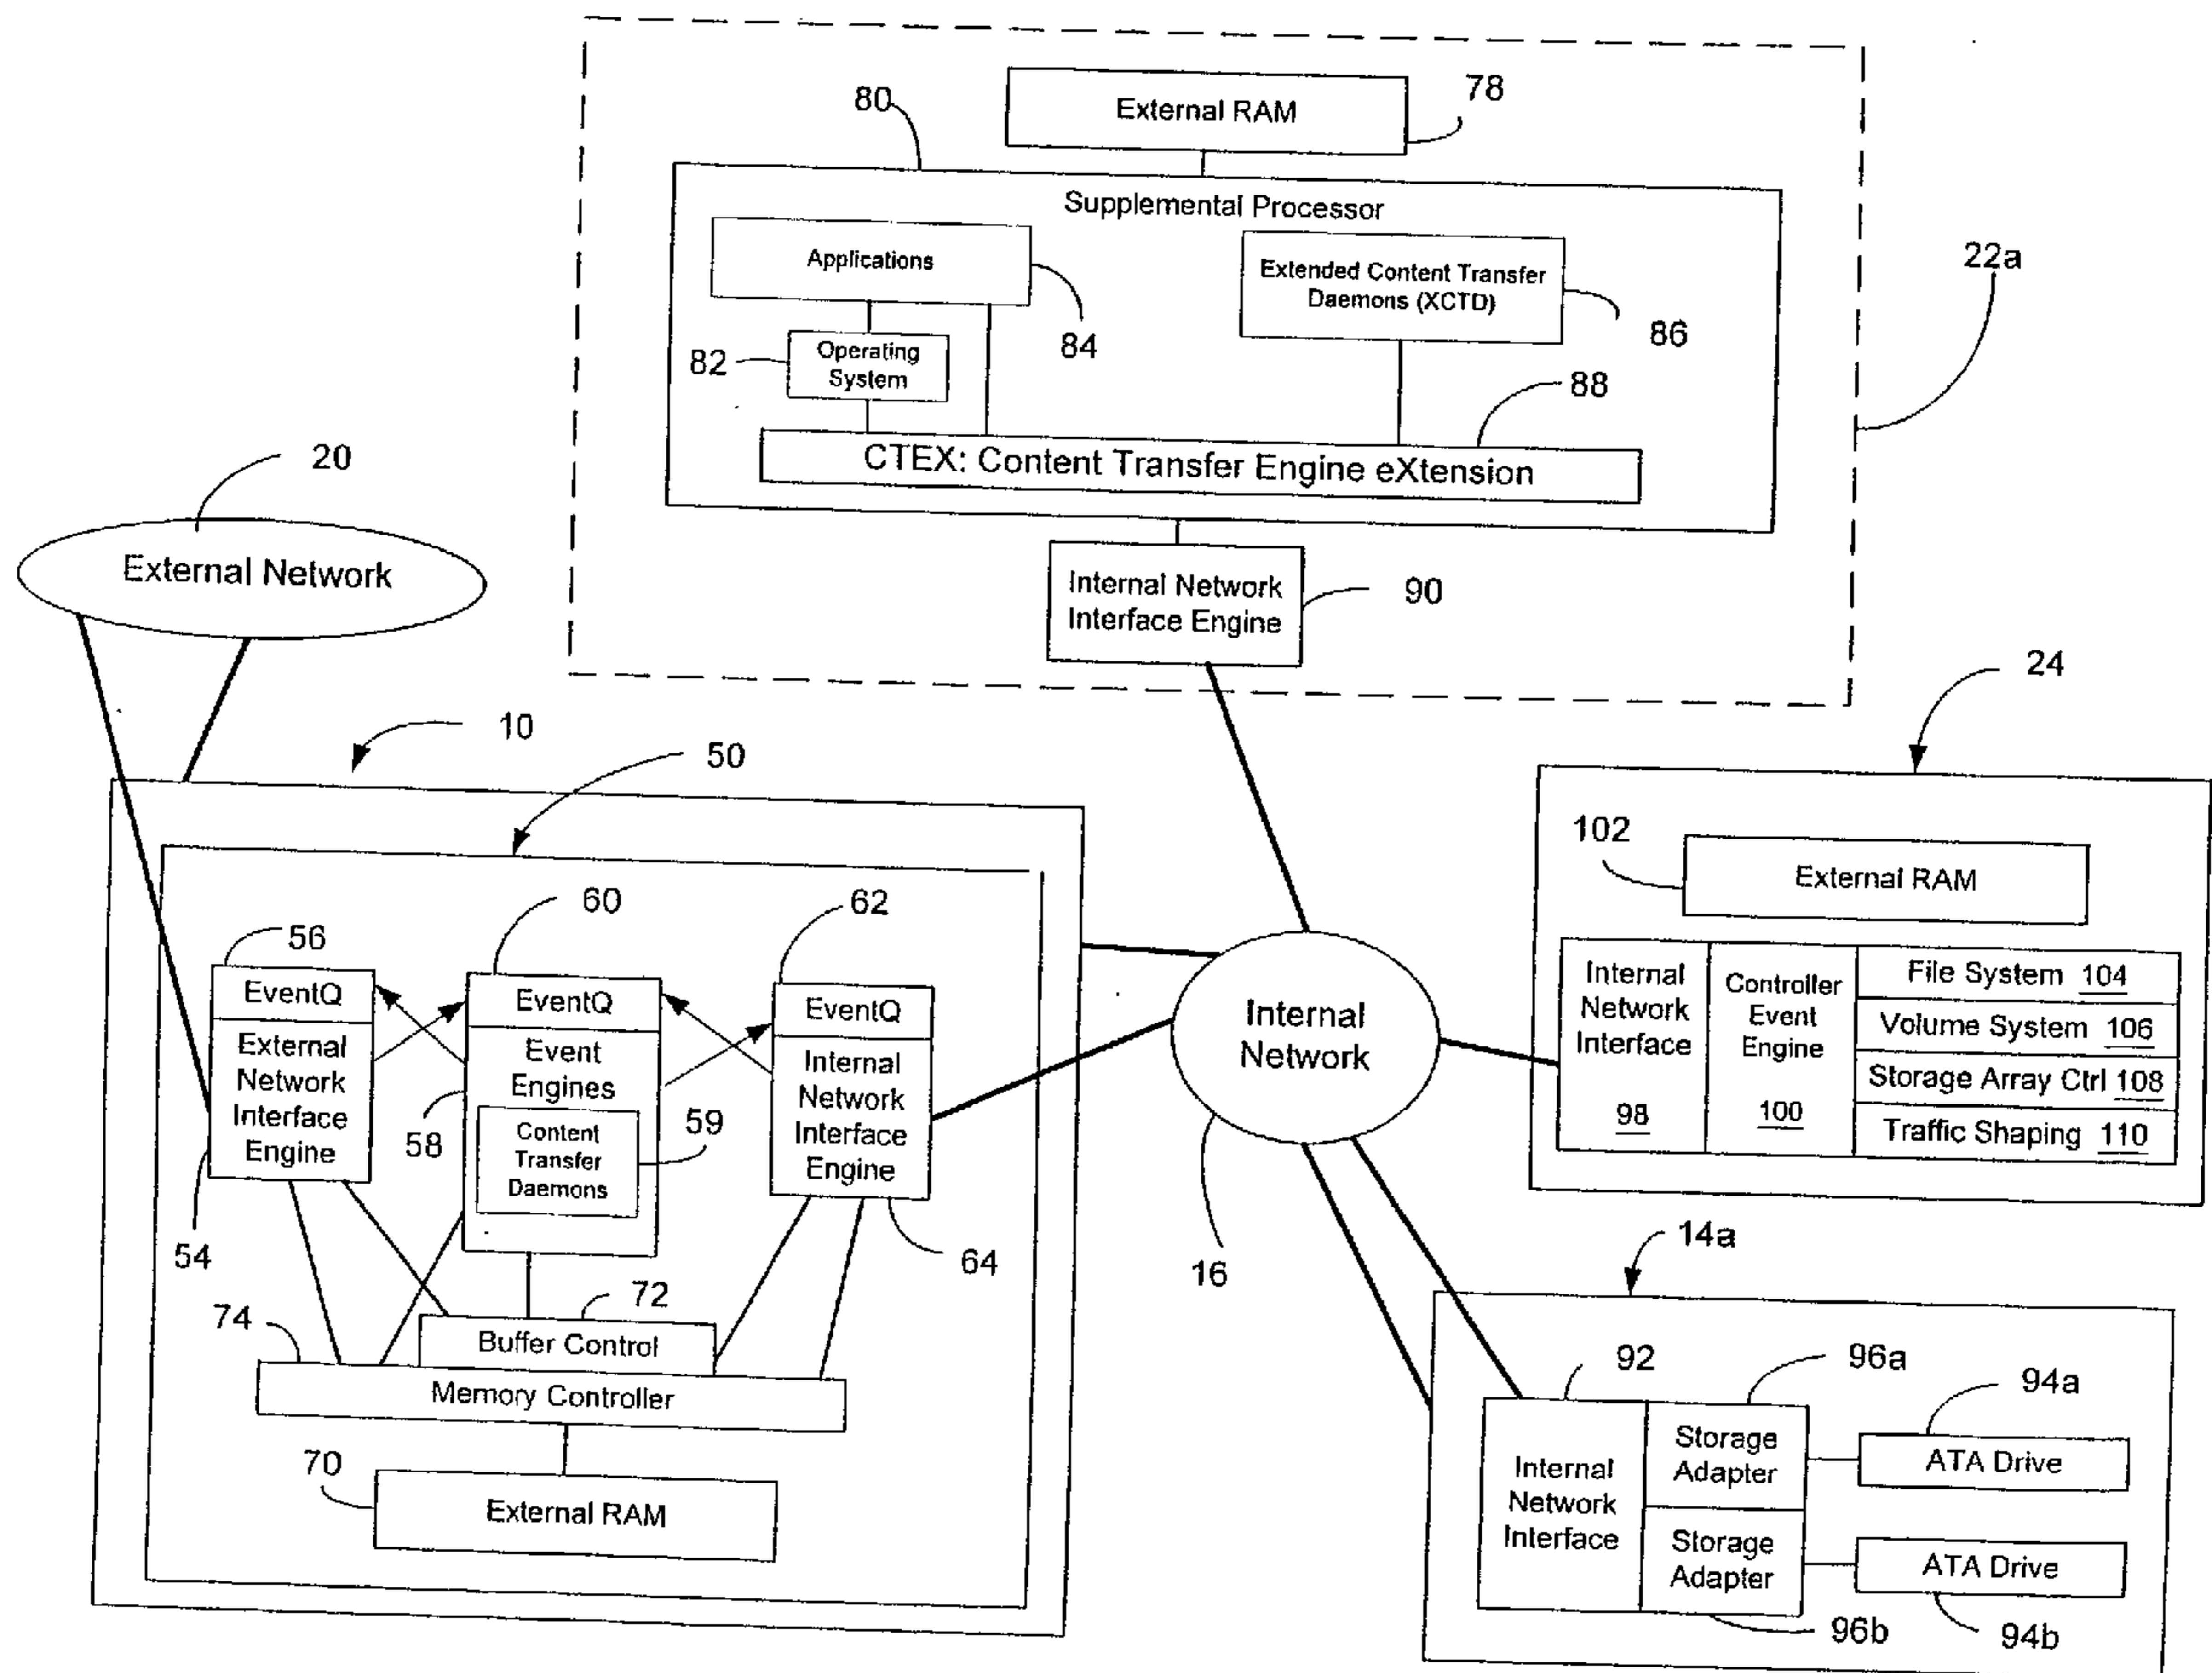 External RAM
78
80
Supplemental Processor
Applications
84
Extended Content Transfer
Daemons (XCTD)
86
22a
82
Operating
System
88
CTEX: Content Transfer Engine eXtension
20
External Network
Internal Network
Interface Engine
90
10
50
24
102
External RAM
Internal
Network
Interface
98
Controller
Event
Engine
100
File System 104
Volume System 106
Storage Array Ctrl 108
Traffic Shaping 110
56
60
62
EventQ
External
Network
Interface
Engine
54
EventQ
Event
Engines
58
Content
Transfer
Daemons
59
EventQ
Internal
Network
Interface
Engine
64
Internal
Network
16
72
Buffer Control
74
Memory Controller
70
External RAM
14a
92
Internal
Network
Interface
96a
Storage
Adapter
94a
ATA Drive
Storage
Adapter
96b
ATA Drive
94b